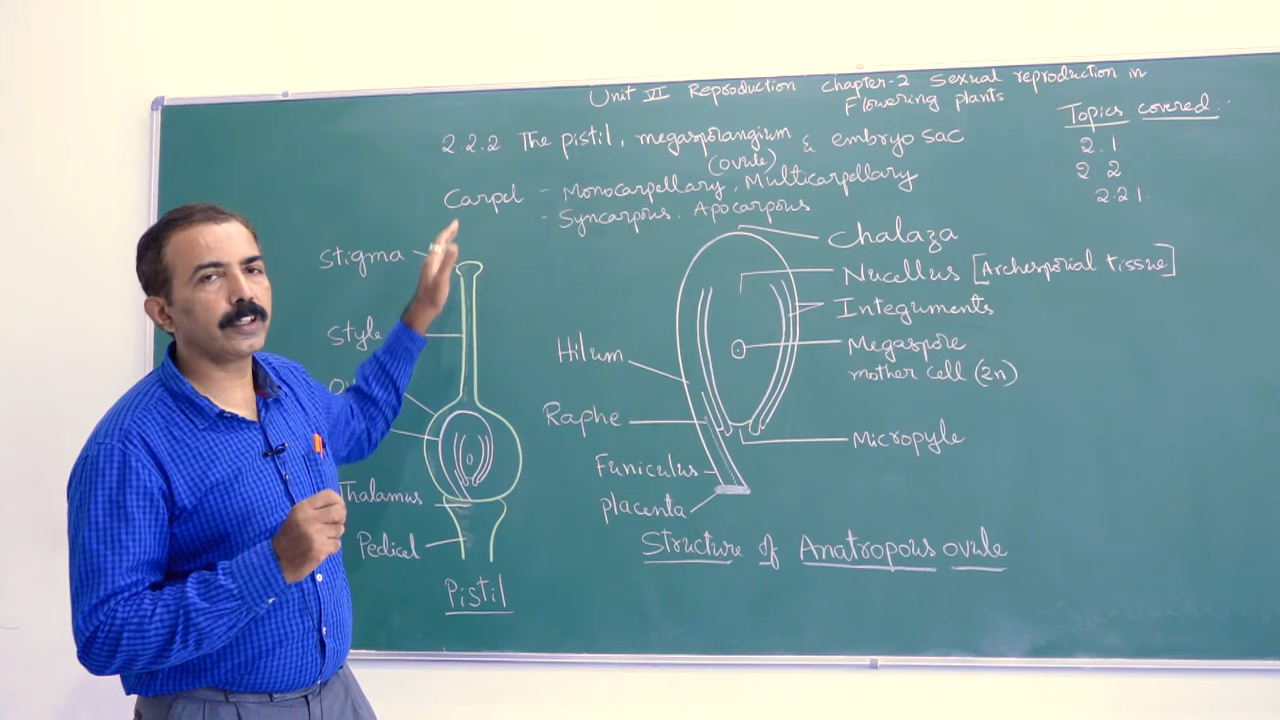 Unit VI Reproduction chapter-2 Sexual reproduction in
Flowering plants
Topics covered:-
2.1
2.2
2.21.
2.2.2 The pistil, megasporangium & embryo sac
(ovule)
Carpel - Monocarpellary, Multicarpellary
- Syncarpous. Apocarpous
Stigma
Style
Thalamus
Pedicel
Pistil
Chalaza
Nucellus [Archesporial tissue]
Integuments
Megaspore
mother cell (2n)
Micropyle
Hilum
Raphe
Funiculus
placenta
Structure of Anatropous ovule